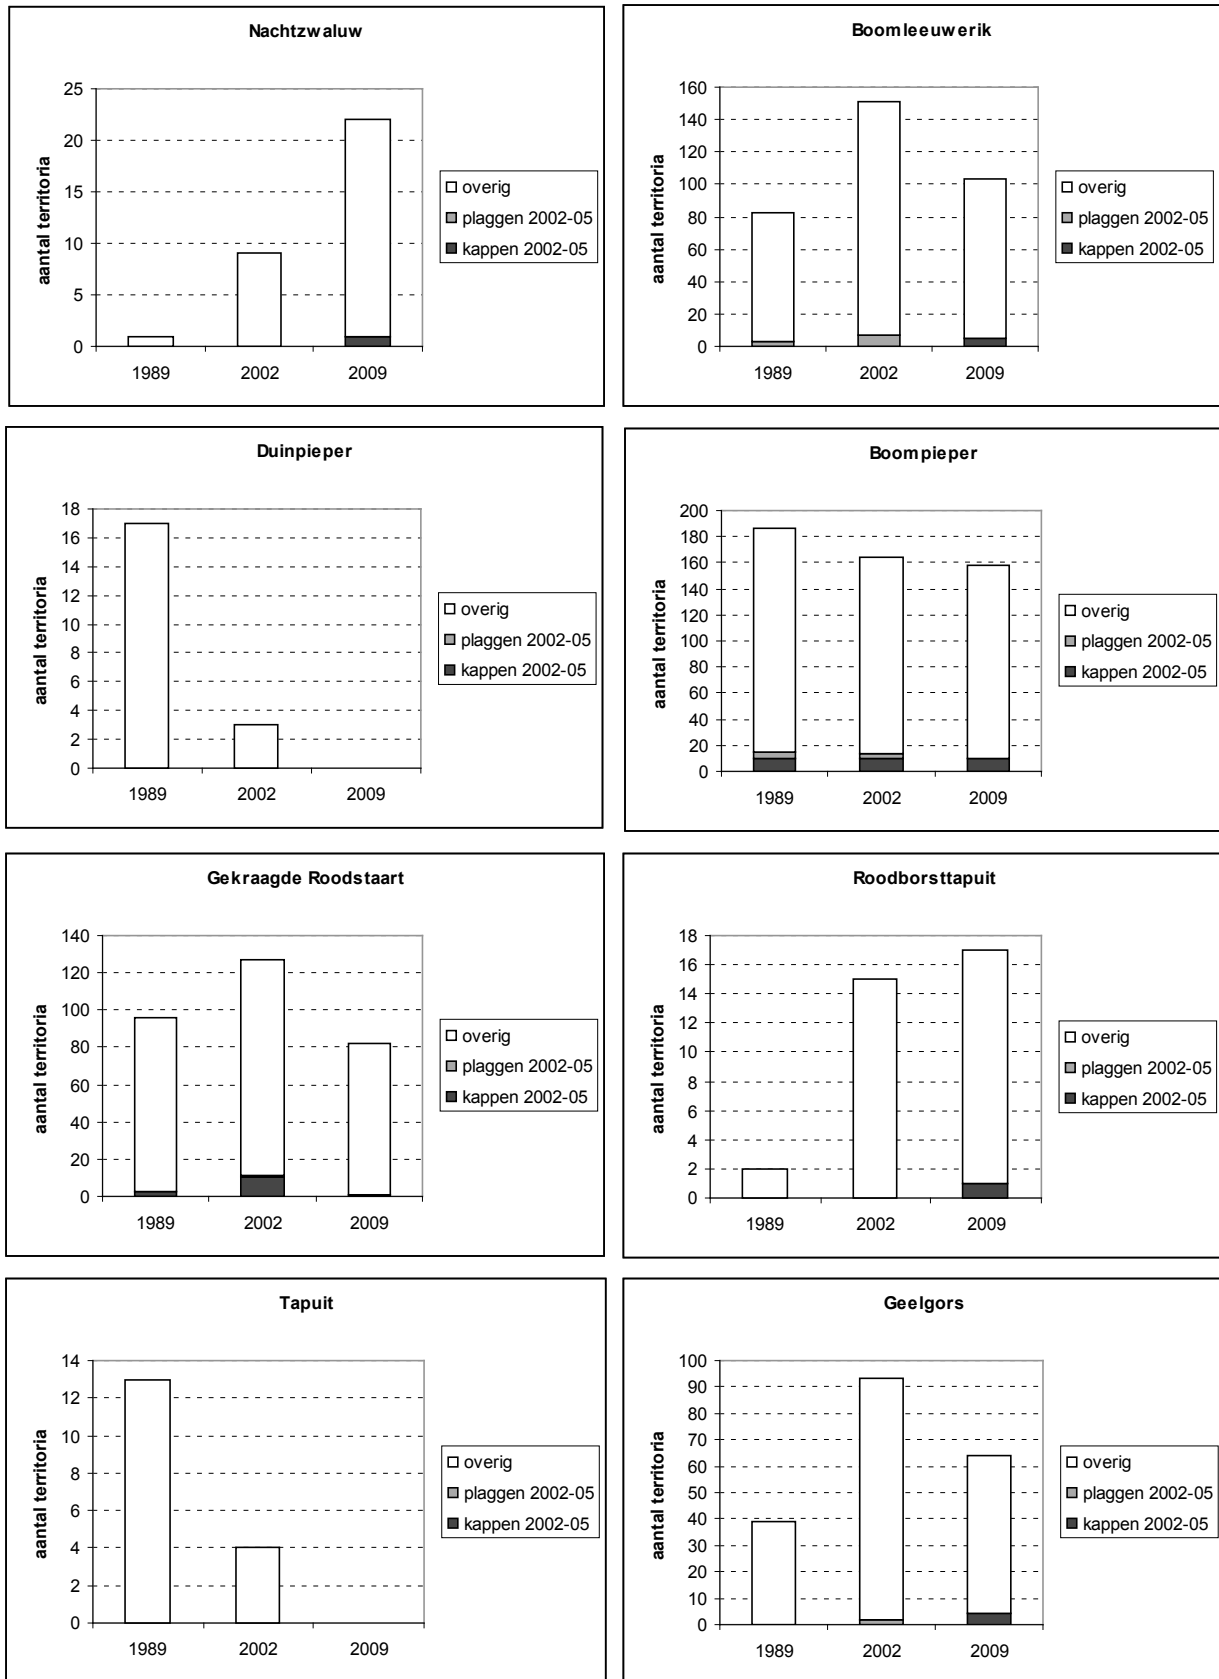 Nachtzwaluw
aantal territoria
25
20
15
10
5
0
1989 2002 2009
overig
plaggen 2002-05
kappen 2002-05
Boomleeuwerik
aantal territoria
160
140
120
100
80
60
40
20
0
1989 2002 2009
overig
plaggen 2002-05
kappen 2002-05
Duinpieper
aantal territoria
18
16
14
12
10
8
6
4
2
0
1989 2002 2009
overig
plaggen 2002-05
kappen 2002-05
Boompieper
aantal territoria
200
180
160
140
120
100
80
60
40
20
0
1989 2002 2009
overig
plaggen 2002-05
kappen 2002-05
Gekraagde Roodstaart
aantal territoria
140
120
100
80
60
40
20
0
1989 2002 2009
overig
plaggen 2002-05
kappen 2002-05
Roodborsttapuit
aantal territoria
18
16
14
12
10
8
6
4
2
0
1989 2002 2009
overig
plaggen 2002-05
kappen 2002-05
Tapuit
aantal territoria
14
12
10
8
6
4
2
0
1989 2002 2009
overig
plaggen 2002-05
kappen 2002-05
Geelgors
aantal territoria
100
90
80
70
60
50
40
30
20
10
0
1989 2002 2009
overig
plaggen 2002-05
kappen 2002-05